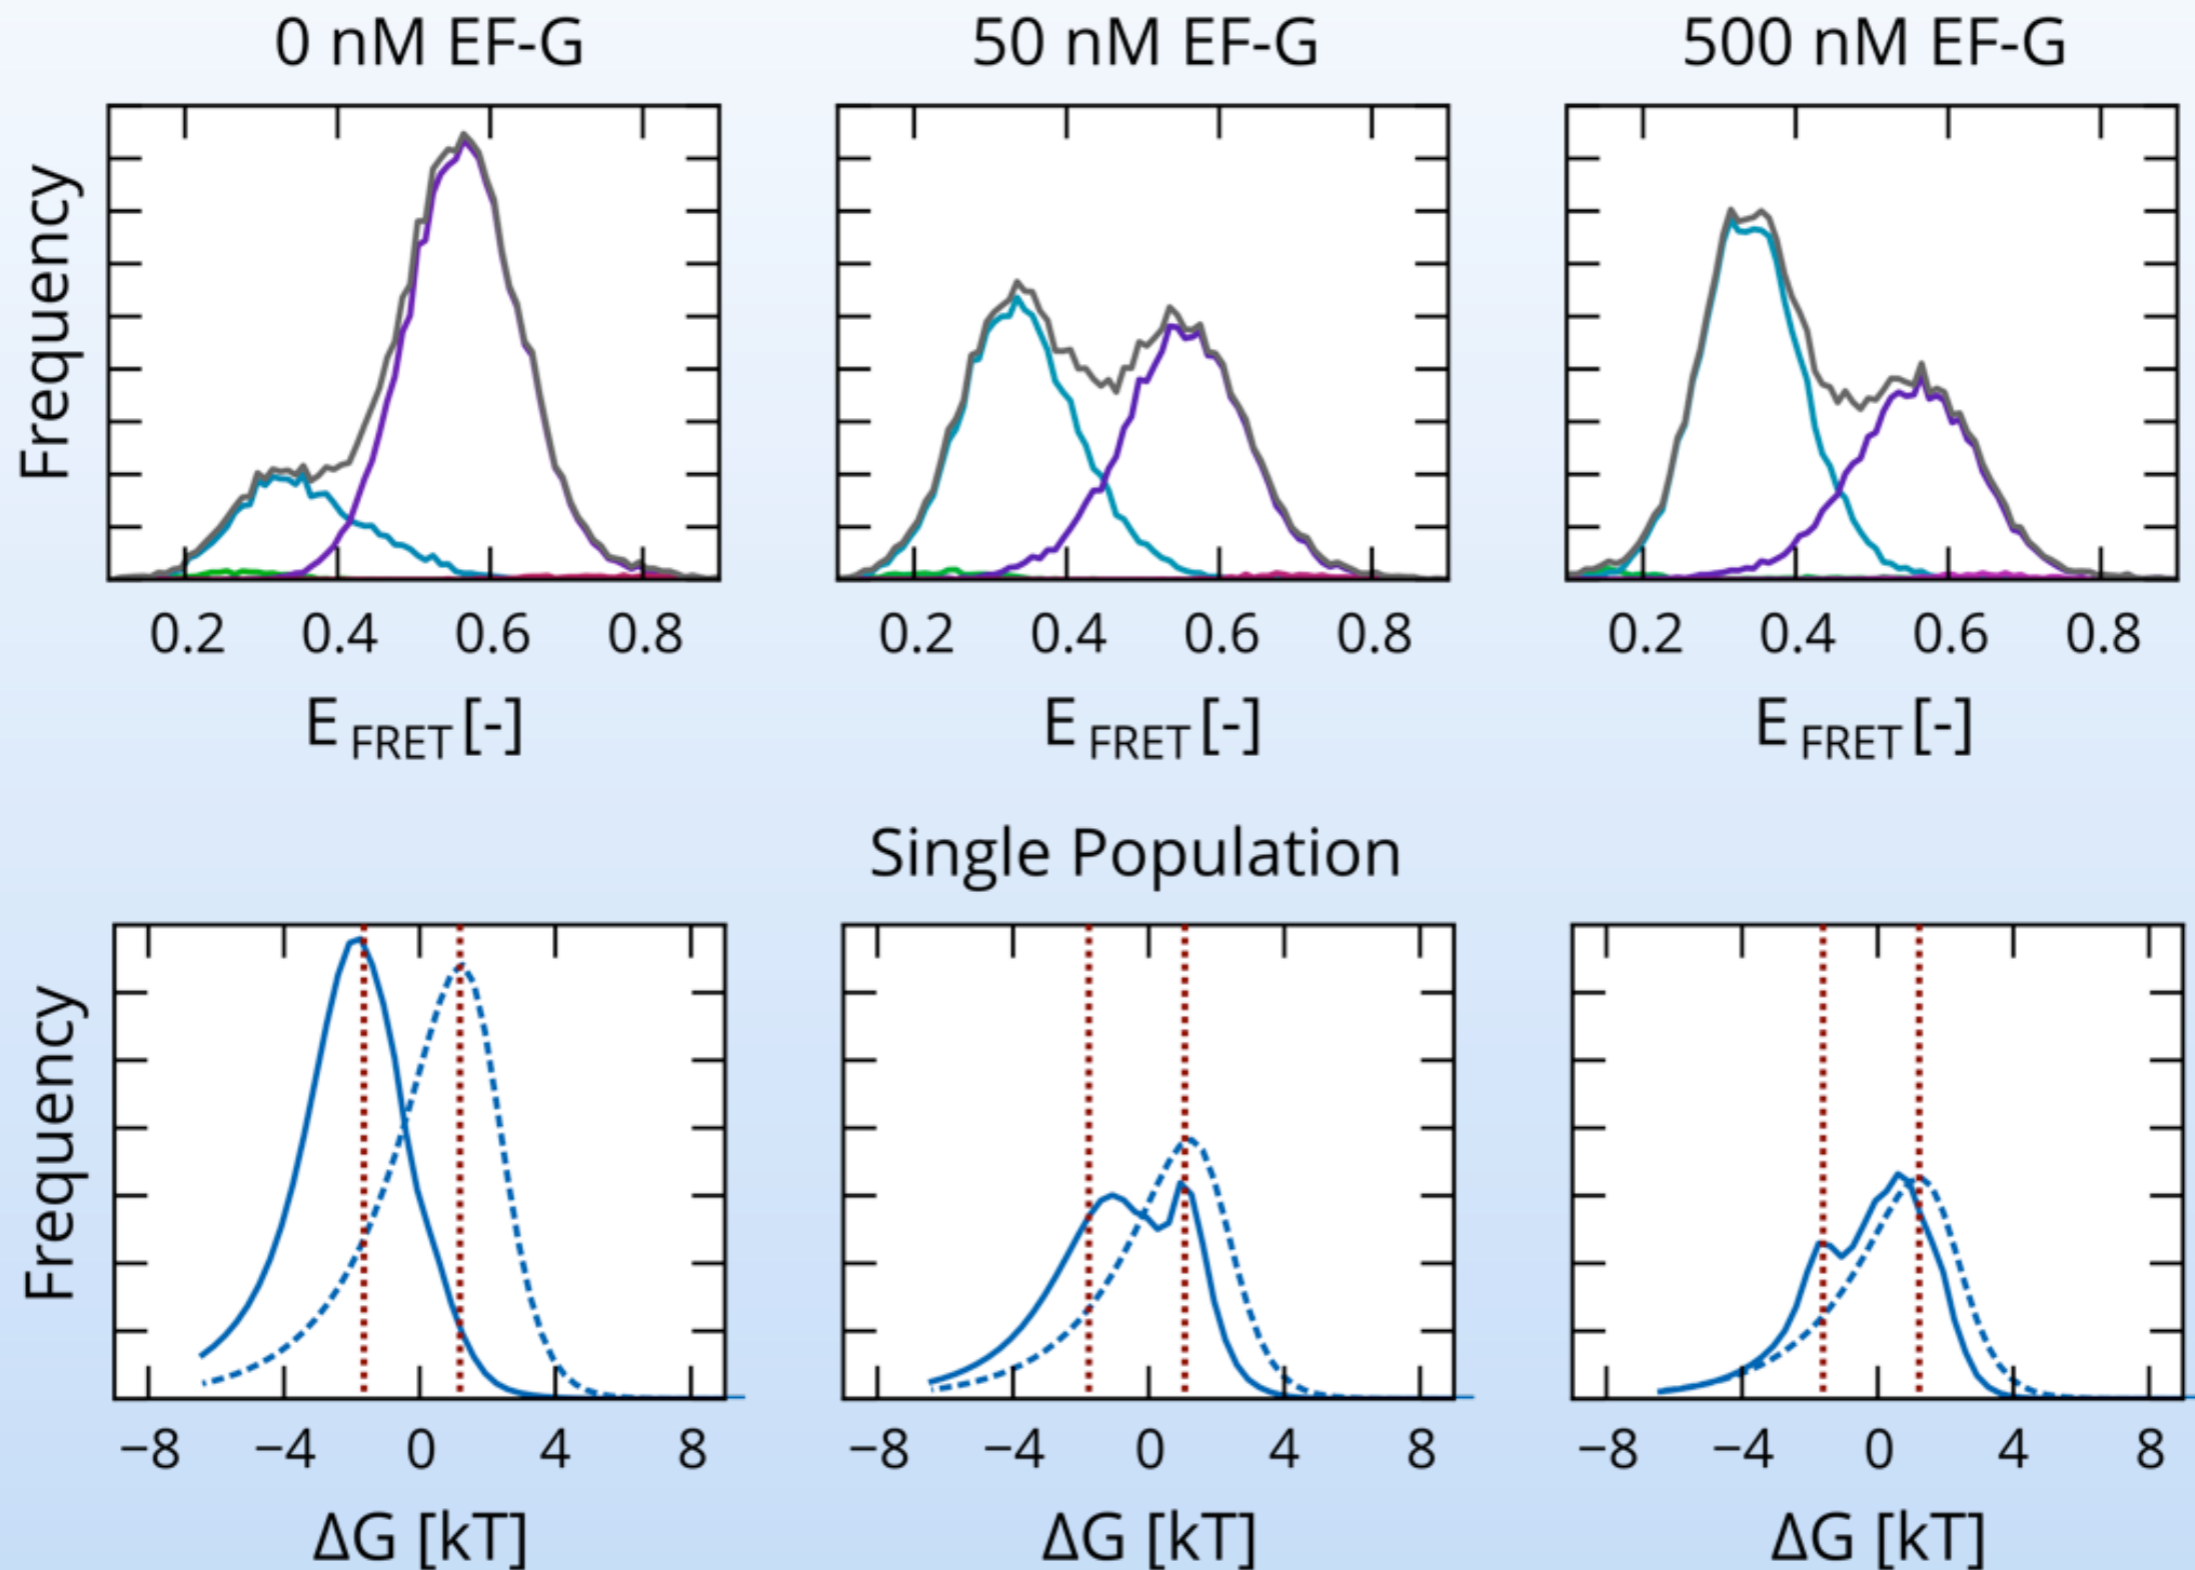 0 nM EF-G 50 nM EF-G 500 nM EF-G
Frequency
0.2 0.4 0.6 0.8 0.2 0.4 0.6 0.8 0.2 0.4 0.6 0.8
E FRET [-] E FRET [-] E FRET [-]
Single Population
Frequency
−8 −4 0 4 8 −8 −4 0 4 8 −8 −4 0 4 8
ΔG [kT] ΔG [kT] ΔG [kT]